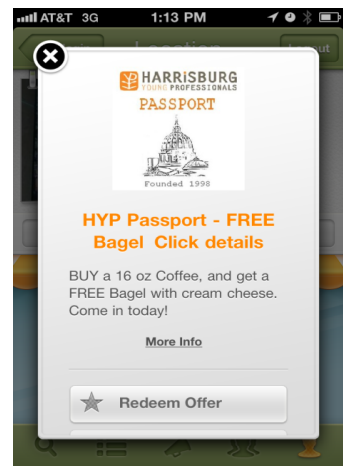 AT&T 3G 1:13 PM
Location
HARRISBURG
YOUNG PROFESSIONALS
PASSPORT
Founded 1998
HYP Passport - FREE
Bagel Click details
BUY a 16 oz Coffee, and get a
FREE Bagel with cream cheese.
Come in today!
More Info
Redeem Offer